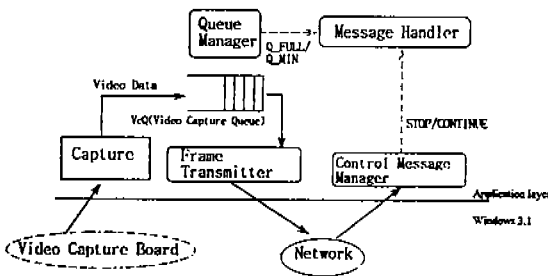 Queue
Manager
Message Handler
Q_FULL/
Q_MIN
Video Data
VcQ(Video Capture Queue)
STOP/CONTINUE
Capture
Frame
Transmitter
Control Message
Manager
Application layer
Windows 3.1
Video Capture Board
Network